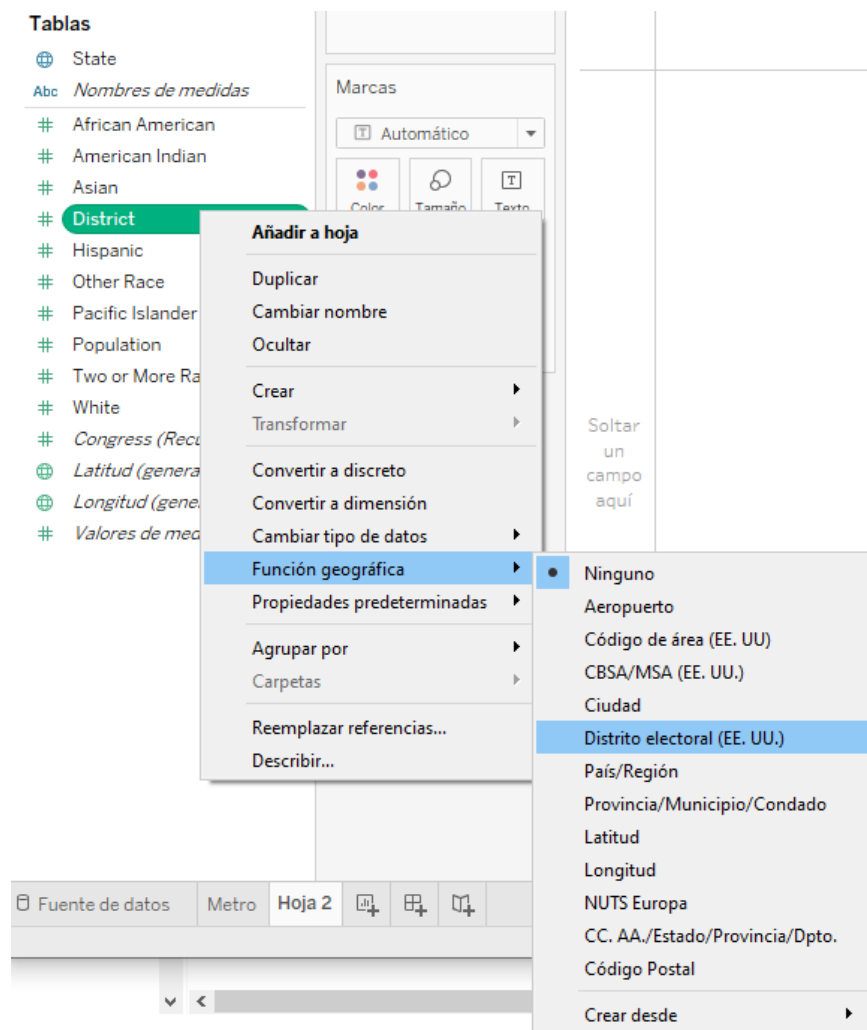 Tablas
State
Abc Nombres de medidas
African American
American Indian
Asian
District
Hispanic
Other Race
Pacific Islander
Population
Two or More Ra
White
Congress (Recu
Latitud (genera
Longitud (gene
Valores de med
Marcas
Automático
Color Tamaño Texto
Añadir a hoja
Duplicar
Cambiar nombre
Ocultar
Crear
Transformar
Convertir a discreto
Convertir a dimensión
Cambiar tipo de datos
Función geográfica
Propiedades predeterminadas
Agrupar por
Carpetas
Reemplazar referencias...
Describir...
Ninguno
Aeropuerto
Código de área (EE. UU)
CBSA/MSA (EE. UU.)
Ciudad
Distrito electoral (EE. UU.)
País/Región
Provincia/Municipio/Condado
Latitud
Longitud
NUTS Europa
CC. AA./Estado/Provincia/Dpto.
Código Postal
Crear desde
Soltar
un
campo
aquí
Fuente de datos Metro Hoja 2